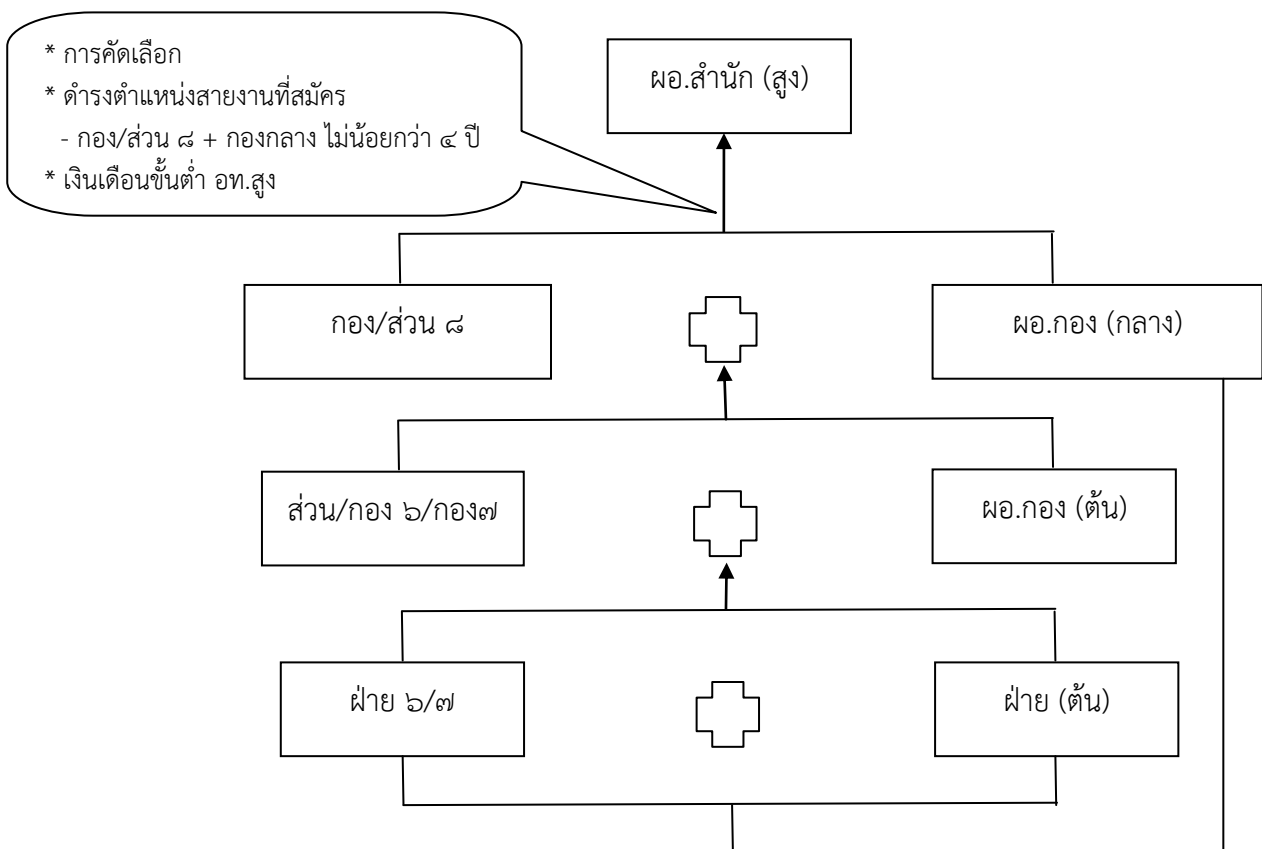 * การคัดเลือก
* ดำรงตำแหน่งสายงานที่สมัคร
- กอง/ส่วน ๘ + กองกลาง ไม่น้อยกว่า ๔ ปี
* เงินเดือนขั้นต่ำ อท.สูง
ผอ.สำนัก (สูง)
กอง/ส่วน ๘
ผอ.กอง (กลาง)
ส่วน/กอง ๖/กอง๗
ผอ.กอง (ต้น)
ฝ่าย ๖/๗
ฝ่าย (ต้น)